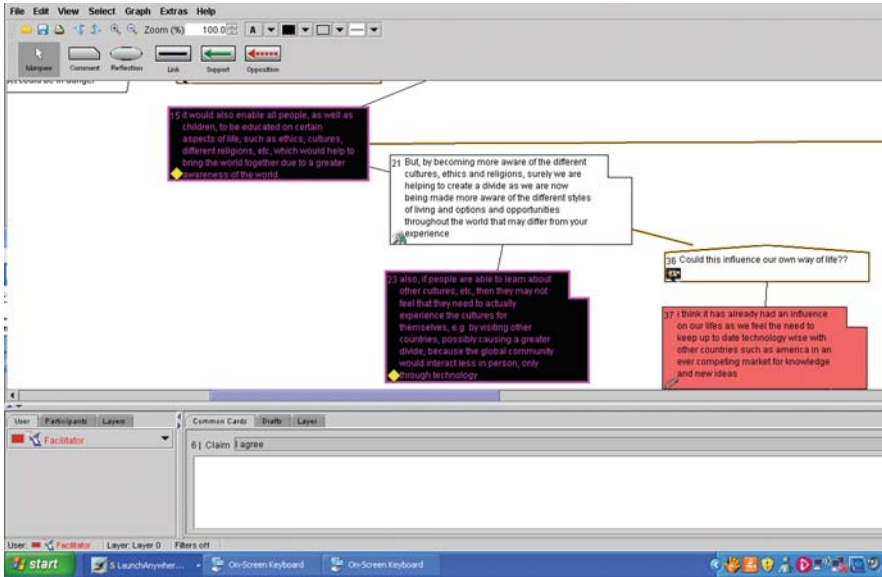 File Edit View Select Graph Extras Help
Zoom (%) 100.0 A
Marquee Comment Reflection Link Support Opposition
could be in danger
15 it would also enable all people, as well as
children, to be educated on certain
aspects of life, such as ethics, cultures,
different religions, etc, which would help to
bring the world together due to a greater
awareness of the world
21 But, by becoming more aware of the different
cultures, ethics and religions, surely we are
helping to create a divide as we are now
being made more aware of the different styles
of living and options and opportunities
throughout the world that may differ from your
experience
36 Could this influence our own way of life??
23 also, if people are able to learn about
other cultures, etc, then they may not
feel that they need to actually
experience the cultures for
themselves, e.g. by visiting other
countries, possibly causing a greater
divide, because the global community
would interact less in person, only
through technology
37 i think it has already had an influence
on our lifes as we feel the need to
keep up to date technology wise with
other countries such as america in an
ever competing market for knowledge
and new ideas
User Participants Layers
Common Cards Drafts Layer
Facilitator
6| Claim I agree
User: Facilitator Layer: Layer 0 Filters off
start 5 LaunchAnywher... On-Screen Keyboard On-Screen Keyboard